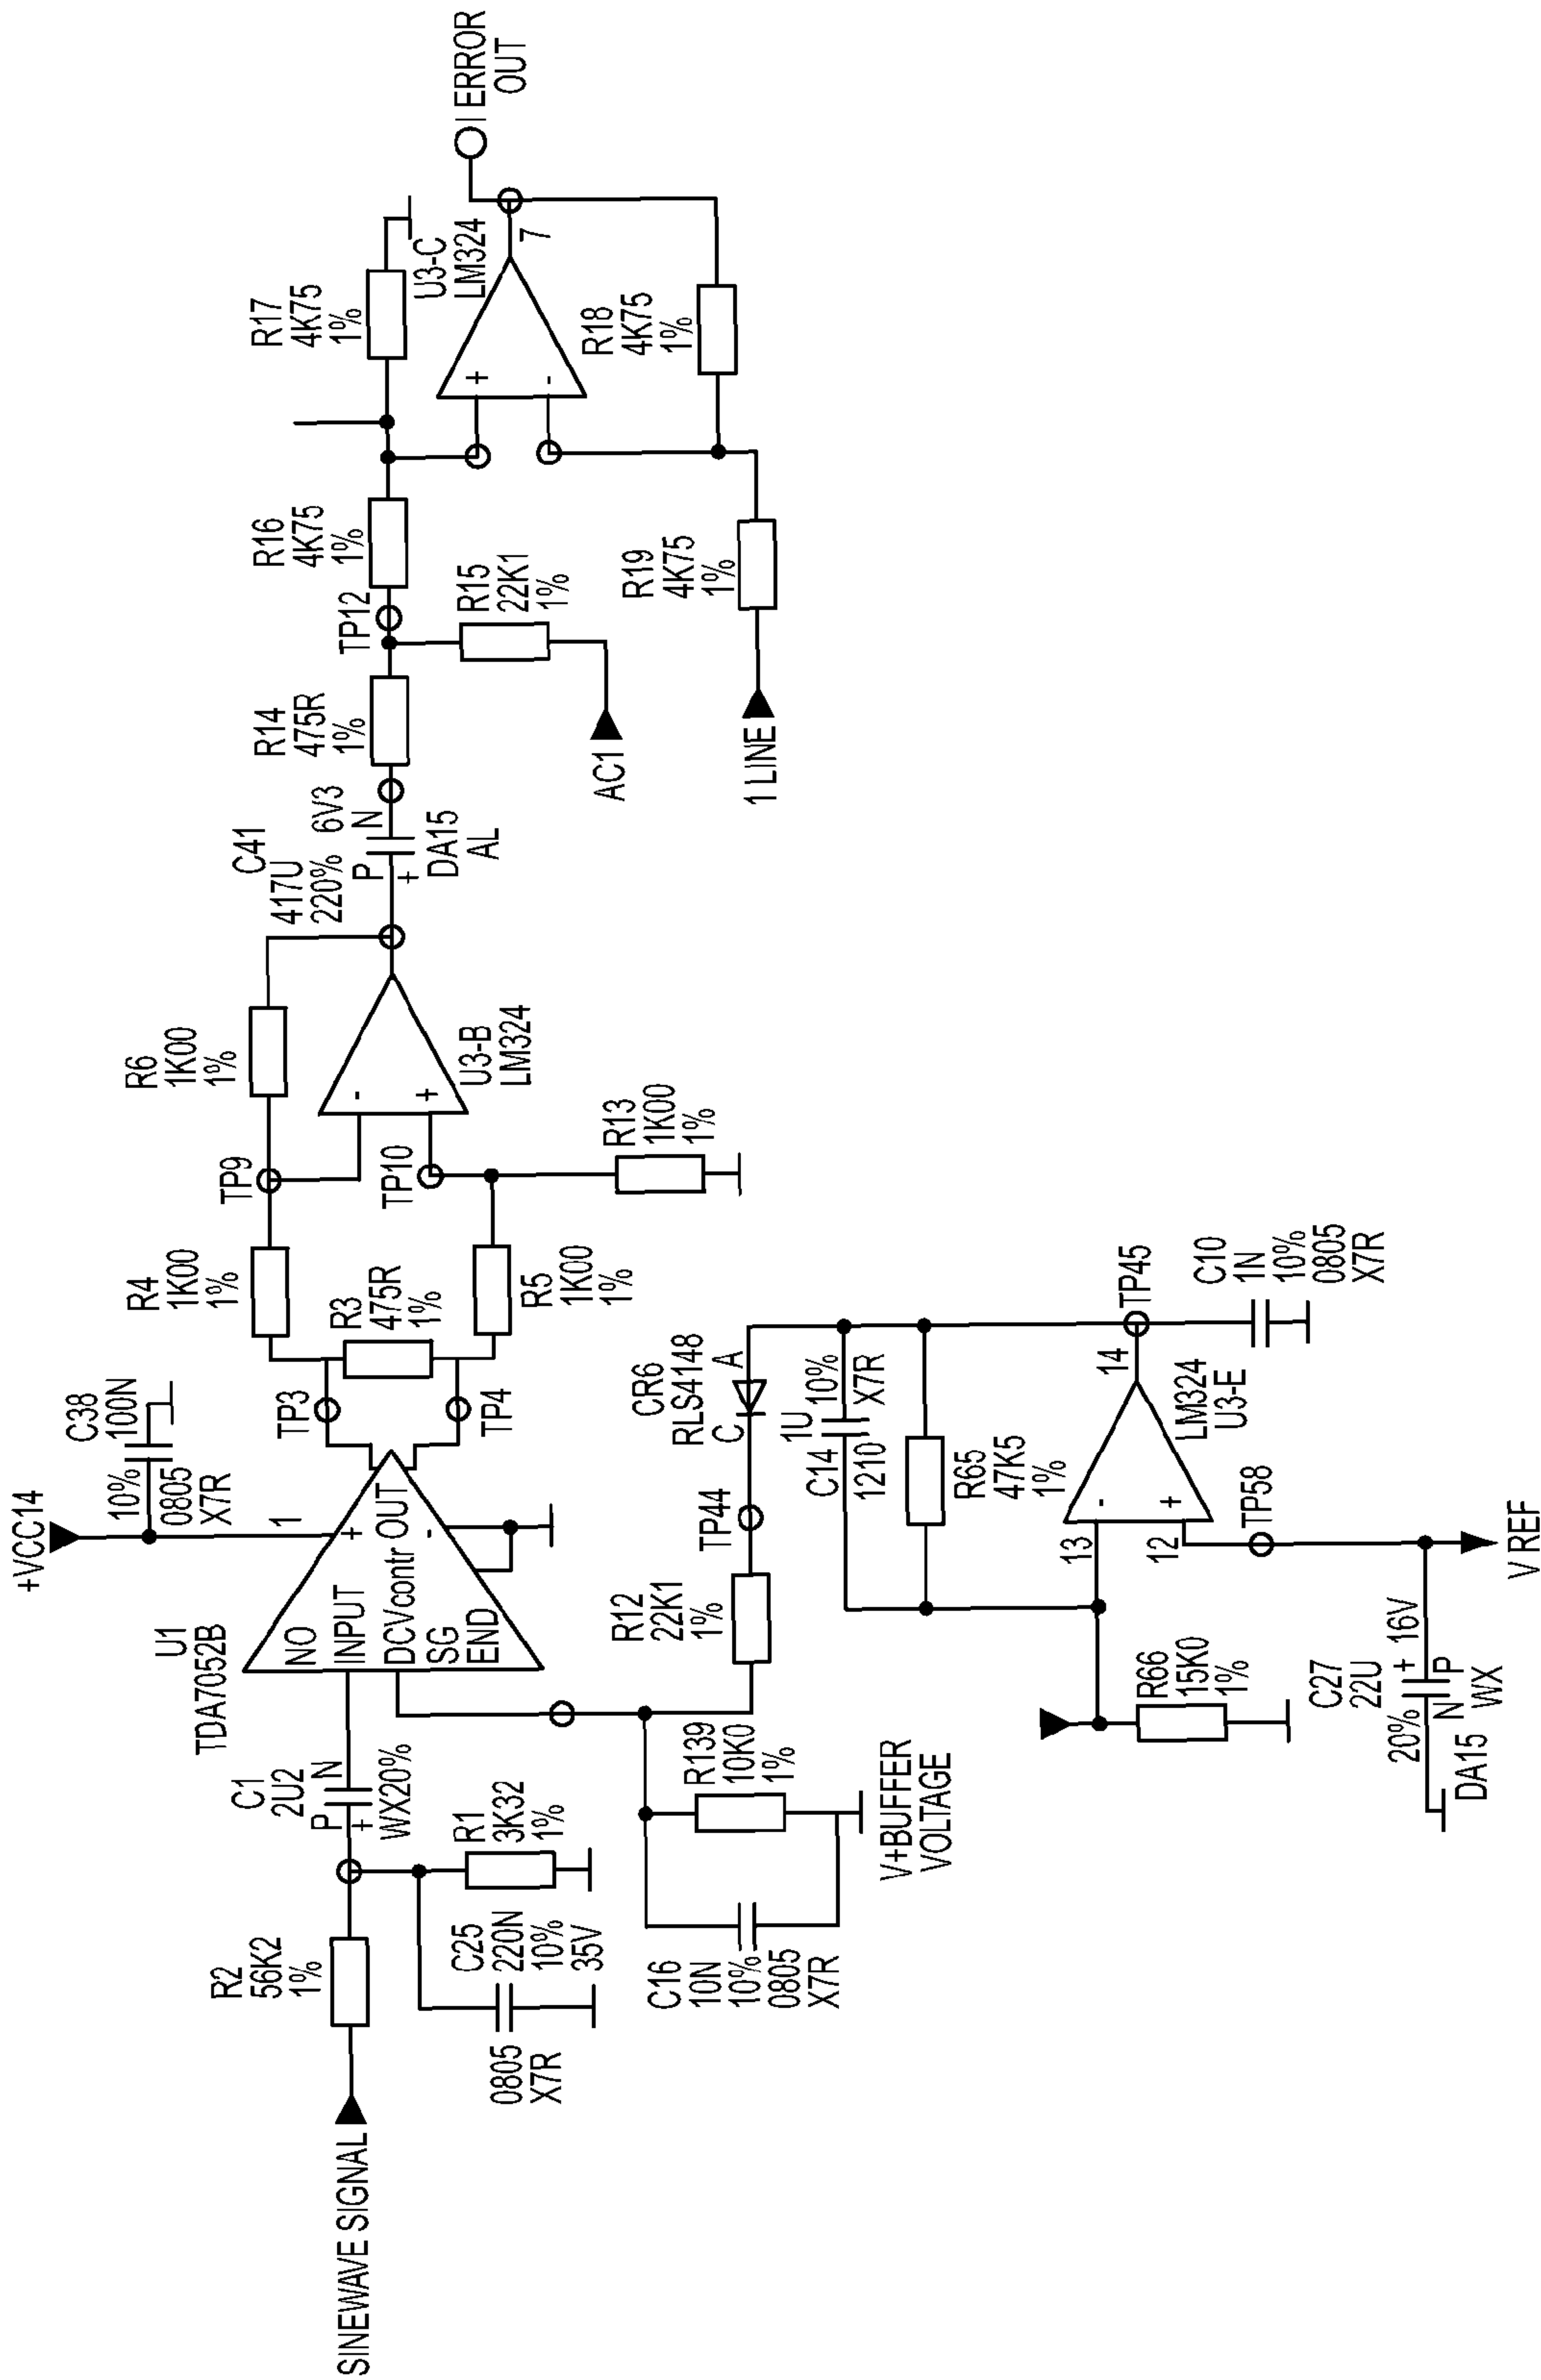 SINEWAVE SIGNAL
R2
56K2
1%
C25
220N
10%
35V
0805
X7R
R1
3K32
1%
C1
2U2
P
N
+
WX20%
U1
TDA7052B
NO
INPUT
DCVcontr
SG
END
OUT
+
-
1
+VCC14
C38
100N
10%
0805
X7R
TP3
TP4
R3
475R
1%
R4
1K00
1%
R5
1K00
1%
TP9
TP10
R6
1K00
1%
R13
1K00
1%
-
+
U3-B
LM324
C41
417U
220%
6V3
P
N
+
DA15
AL
R14
475R
1%
TP12
R15
22K1
1%
AC1
R16
4K75
1%
R17
4K75
1%
U3-C
LM324
+
-
7
R18
4K75
1%
R19
4K75
1%
1 LINE
I ERROR
OUT
C16
10N
10%
0805
X7R
R139
10K0
1%
V+BUFFER
VOLTAGE
R12
22K1
1%
TP44
CR6
RLS4148
C
A
C14
1U
10%
1210
X7R
R65
47K5
1%
R66
15K0
1%
13
12
-
+
14
LM324
U3-E
TP45
TP58
C10
1N
10%
0805
X7R
C27
22U
20%
+
16V
N
P
DA15
WX
V REF